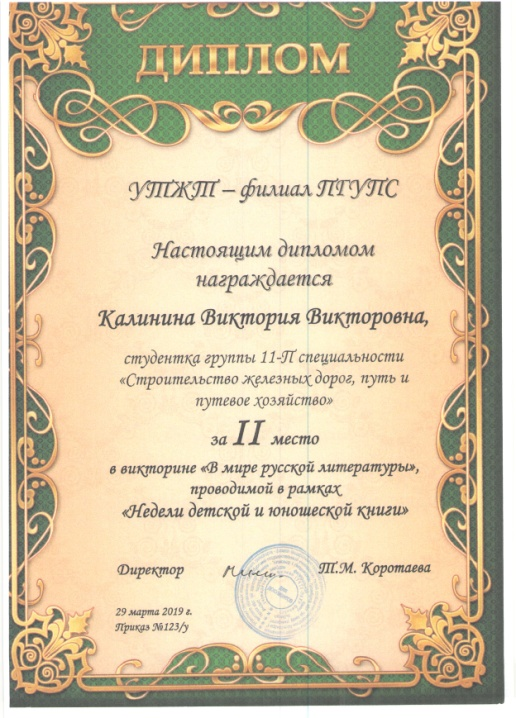 ДИПЛОМ
УТЖТ – филиал ПГУПС
Настоящим дипломом
награждается
Калинина Виктория Викторовна,
студентка группы 11-П специальности
«Строительство железных дорог, путь и
путевое хозяйство»
за II место
в викторине «В мире русской литературы»,
проводимой в рамках
«Недели детской и юношеской книги»
Директор Т.М. Коротаева
29 марта 2019 г.
Приказ №123/у